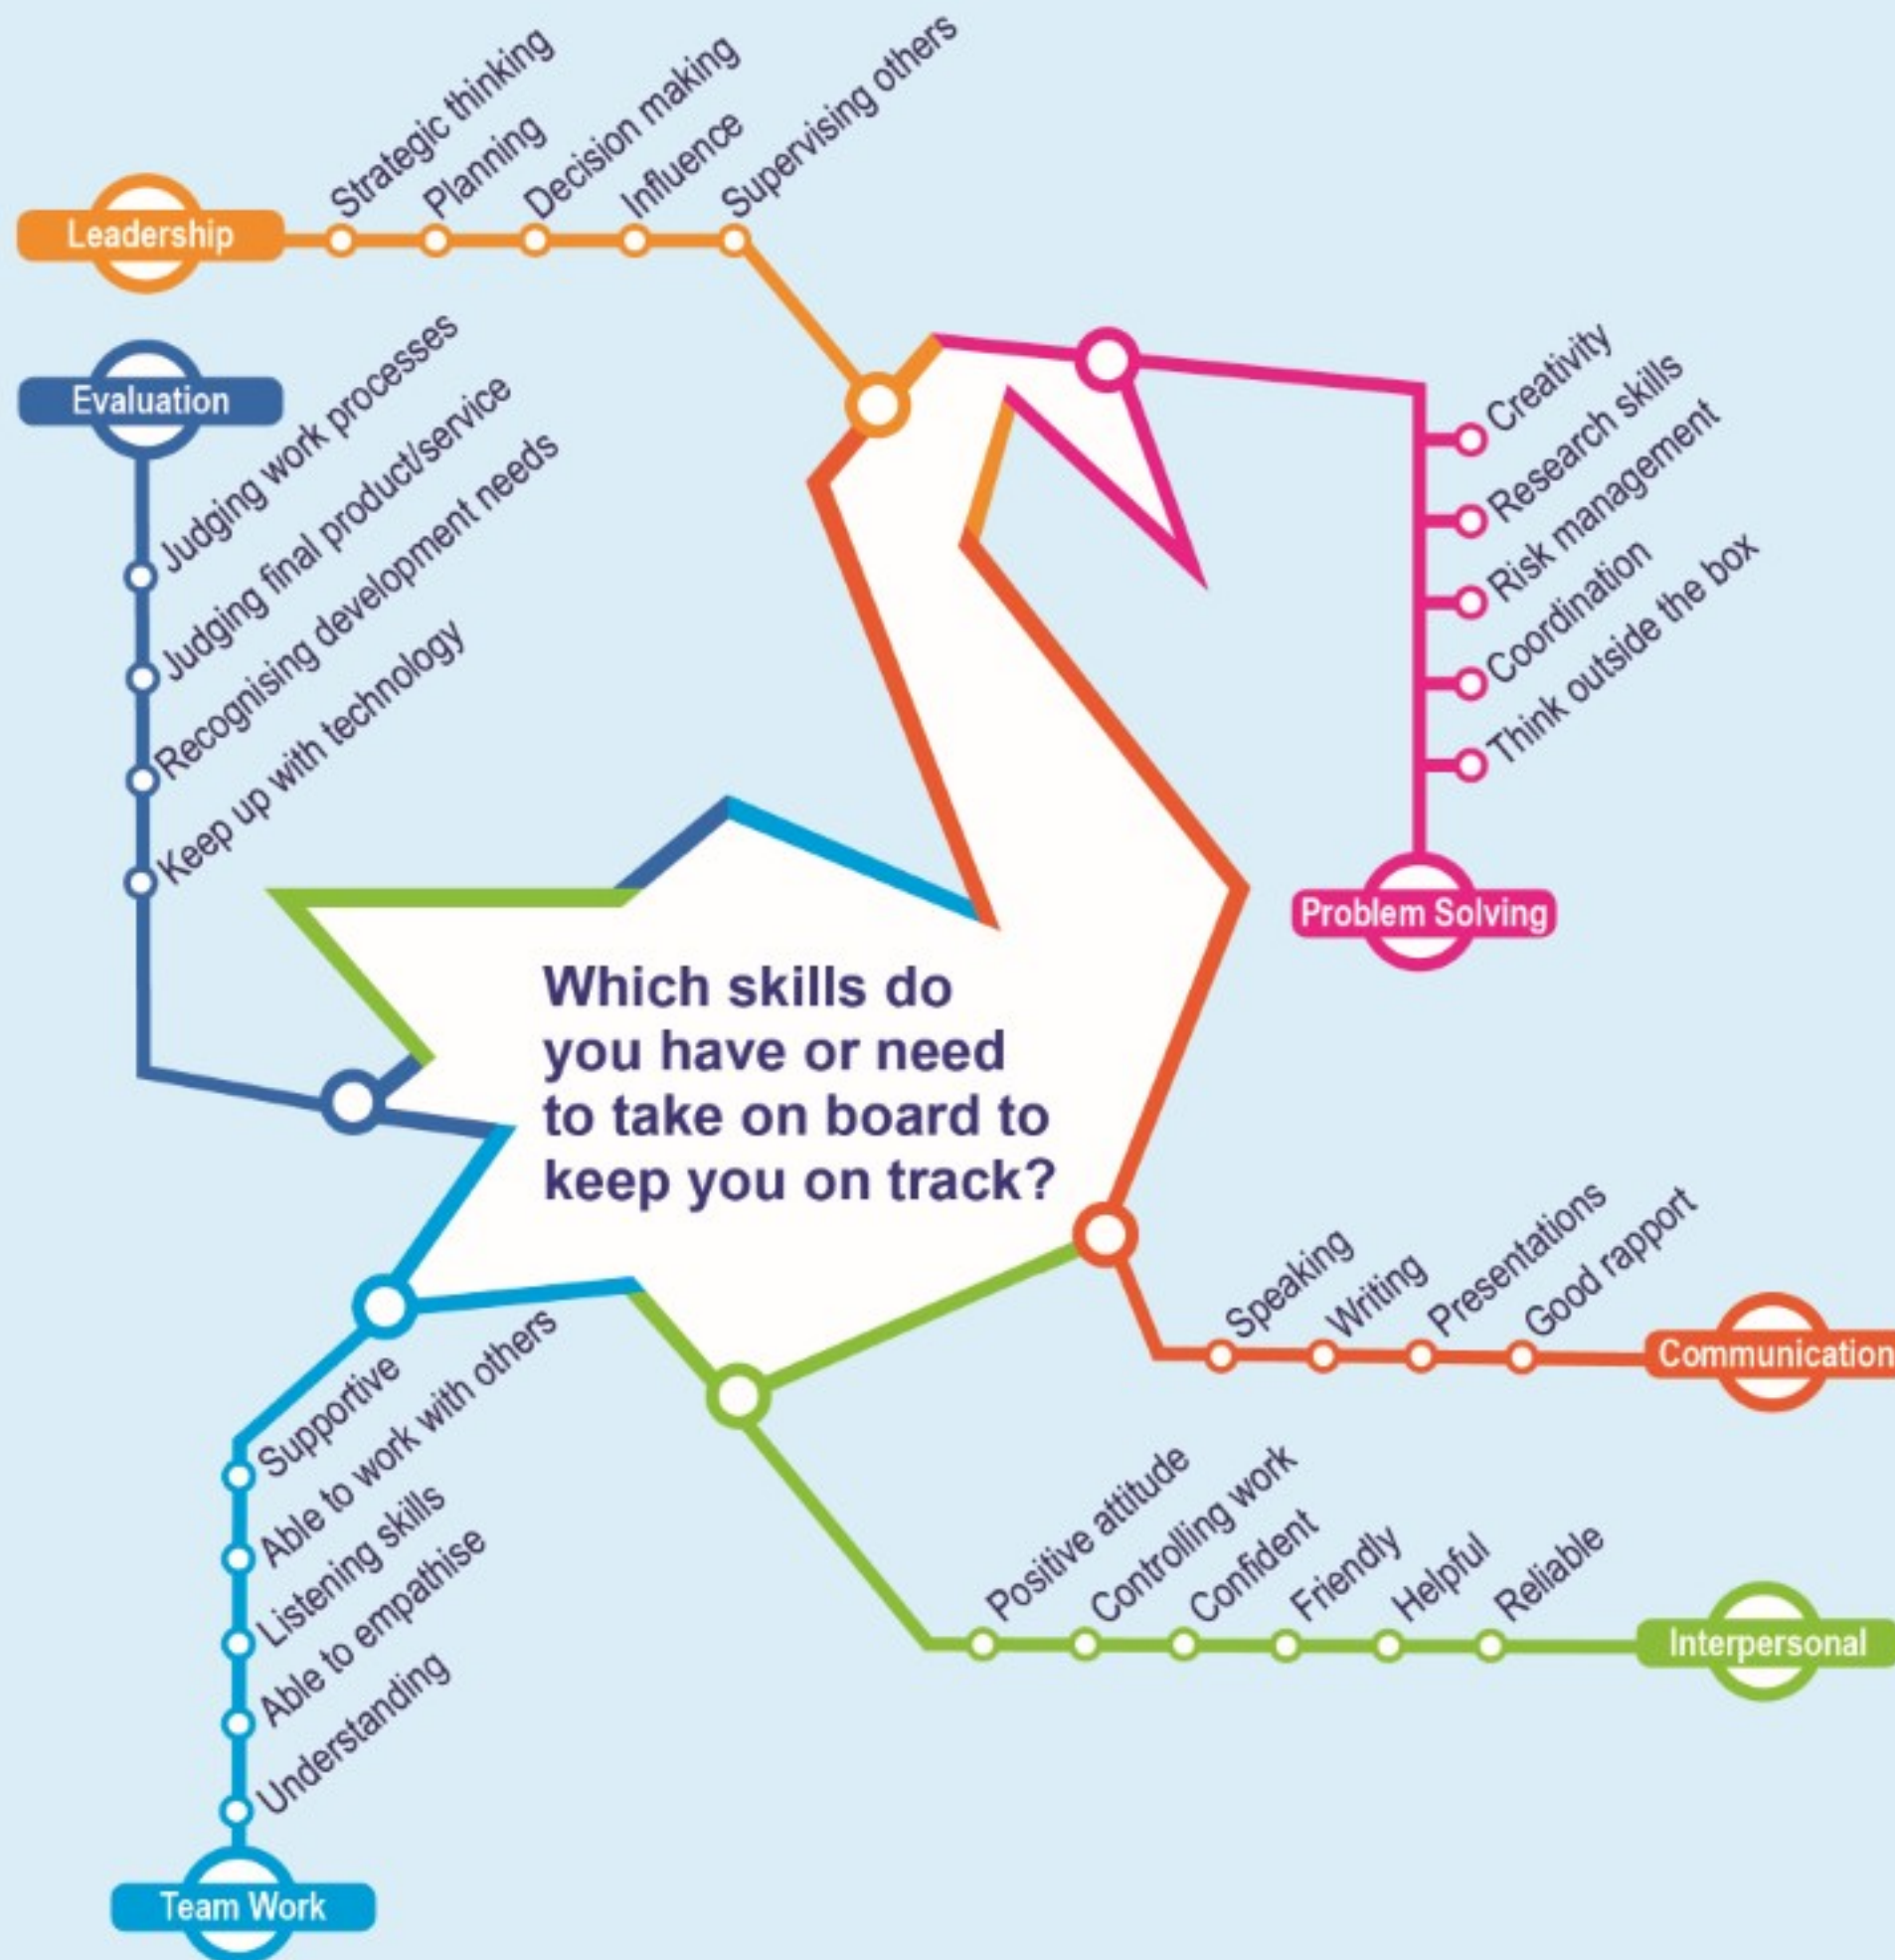 Leadership
Strategic thinking
Planning
Decision making
Influence
Supervising others
Evaluation
Judging work processes
Judging final product/service
Recognising development needs
Keep up with technology
Creativity
Research skills
Risk management
Coordination
Think outside the box
Problem Solving
Which skills do
you have or need
to take on board to
keep you on track?
Speaking
Writing
Presentations
Good rapport
Communication
Supportive
Able to work with others
Listening skills
Able to empathise
Understanding
Team Work
Positive attitude
Controlling work
Confident
Friendly
Helpful
Reliable
Interpersonal